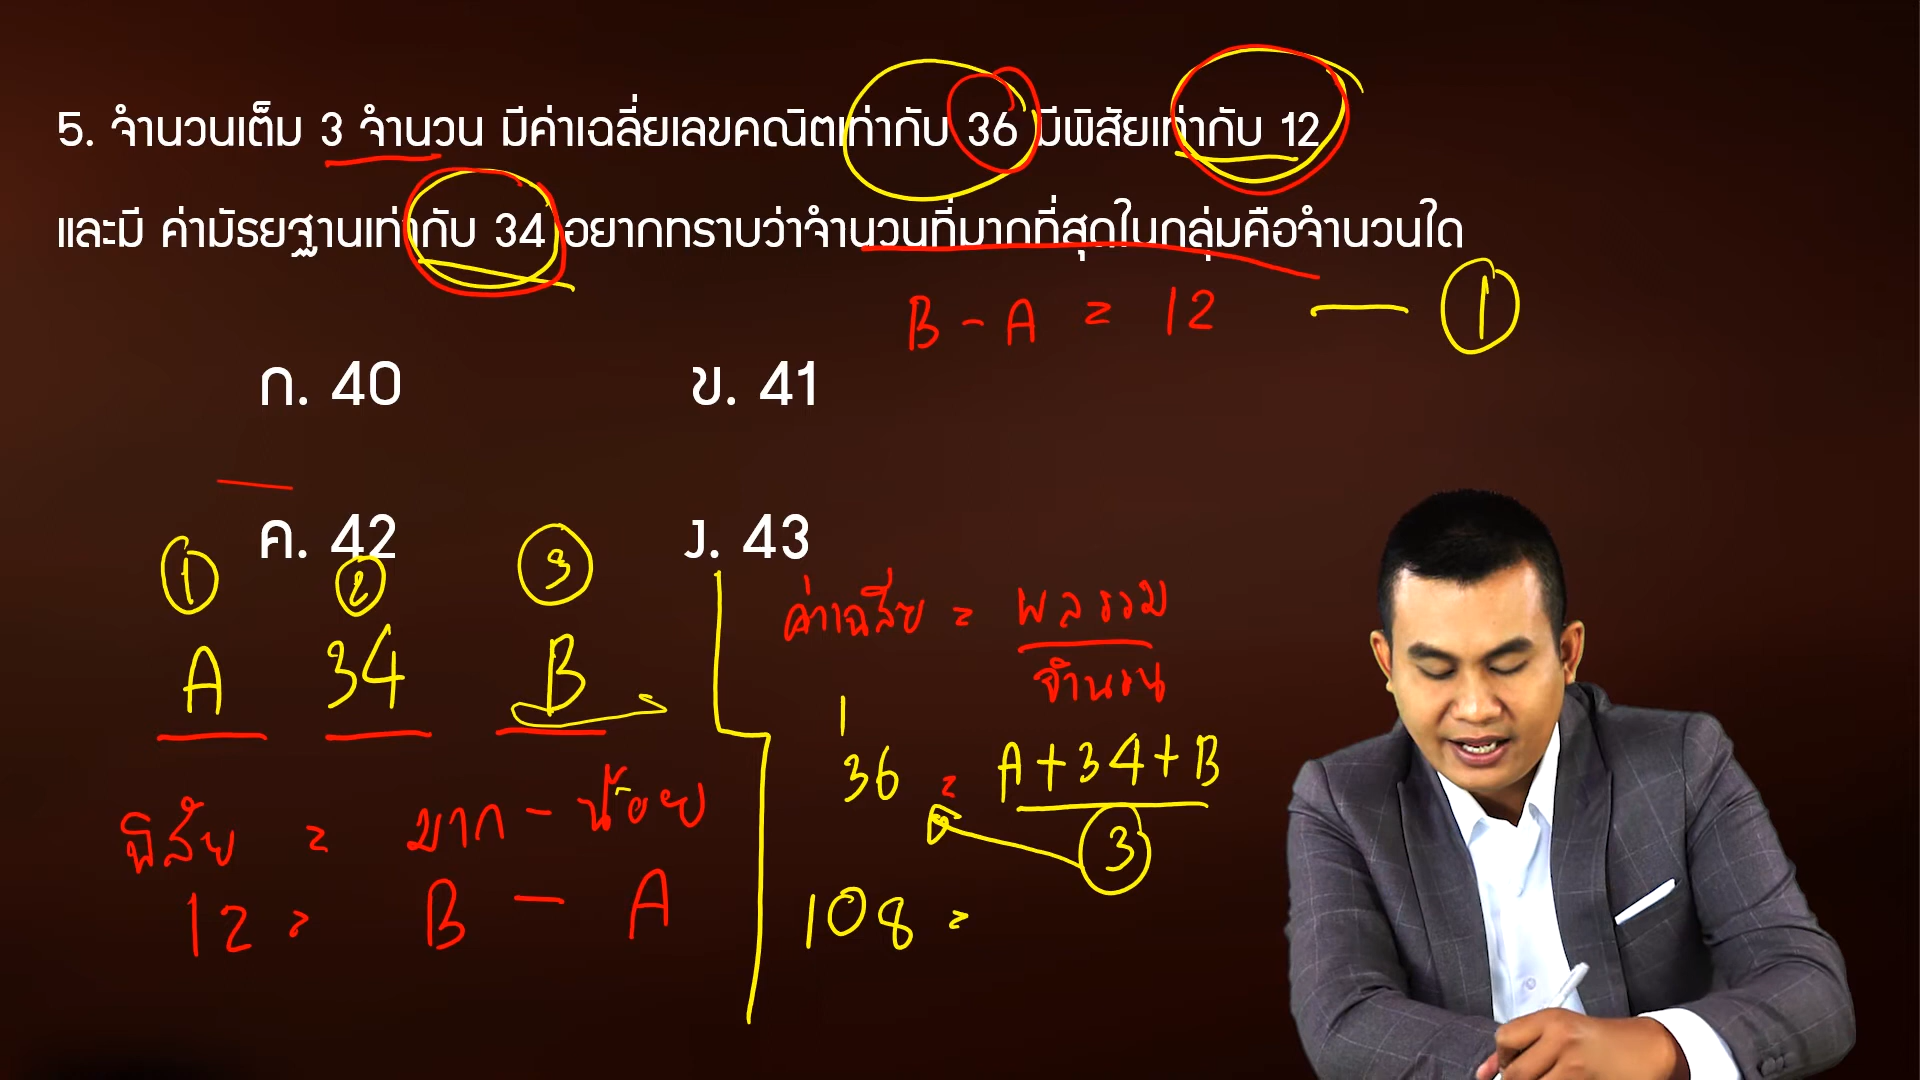 5. จำนวนเต็ม 3 จำนวน มีค่าเฉลี่ยเลขคณิตเท่ากับ 36 มีพิสัยเท่ากับ 12
และมี ค่ามัธยฐานเท่ากับ 34 อยากทราบว่าจำนวนที่มากที่สุดในกลุ่มคือจำนวนใด
B - A = 12 — 1
ก. 40 ข. 41
ค. 42 ง. 43
1 2 3
A 34 B
พิสัย = มาก - น้อย
12 = B - A
ค่าเฉลี่ย = ผลรวม
จำนวน
1
36 = A + 34 + B
3
108 =